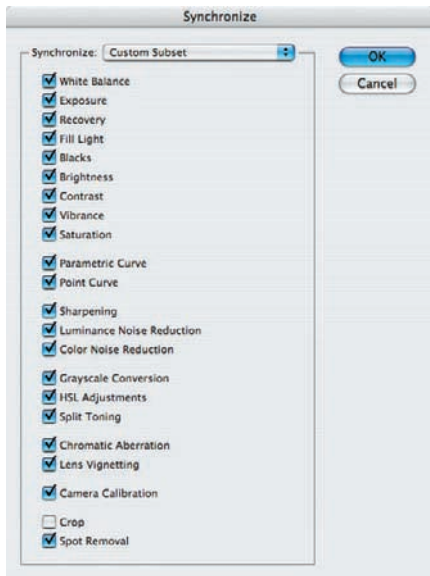 Synchronize
Synchronize: Custom Subset
OK
Cancel
White Balance
Exposure
Recovery
Fill Light
Blacks
Brightness
Contrast
Vibrance
Saturation
Parametric Curve
Point Curve
Sharpening
Luminance Noise Reduction
Color Noise Reduction
Grayscale Conversion
HSL Adjustments
Split Toning
Chromatic Aberration
Lens Vignetting
Camera Calibration
Crop
Spot Removal